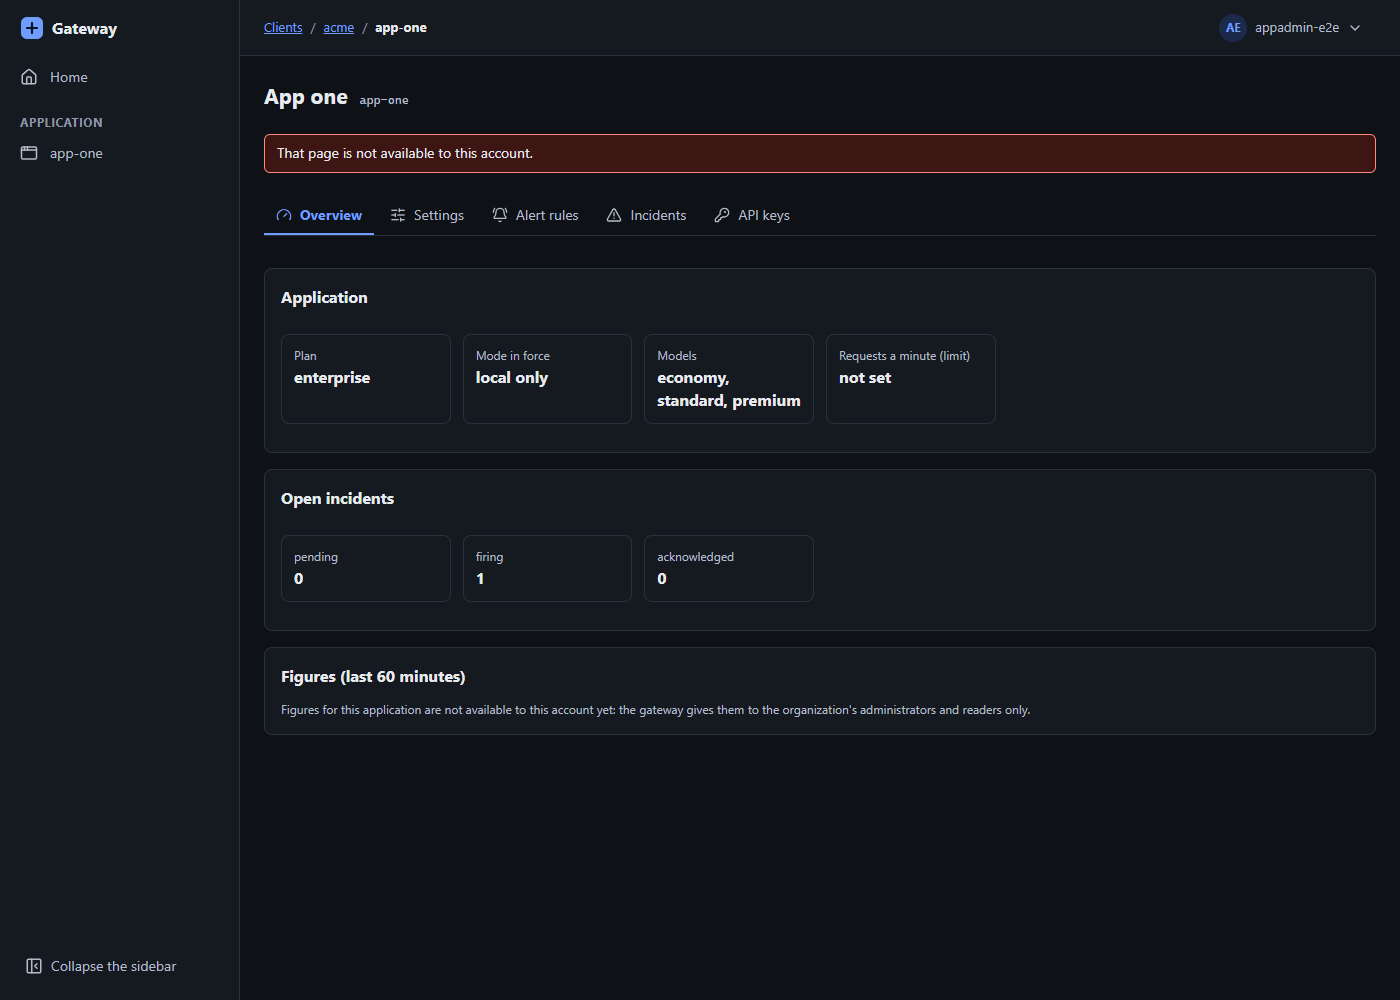 Gateway
Clients / acme / app-one
AE appadmin-e2e
Home
APPLICATION
app-one
App one app-one
That page is not available to this account.
Overview Settings Alert rules Incidents API keys
Application
Plan
enterprise
Mode in force
local only
Models
economy,
standard, premium
Requests a minute (limit)
not set
Open incidents
pending
0
firing
1
acknowledged
0
Figures (last 60 minutes)
Figures for this application are not available to this account yet: the gateway gives them to the organization's administrators and readers only.
Collapse the sidebar